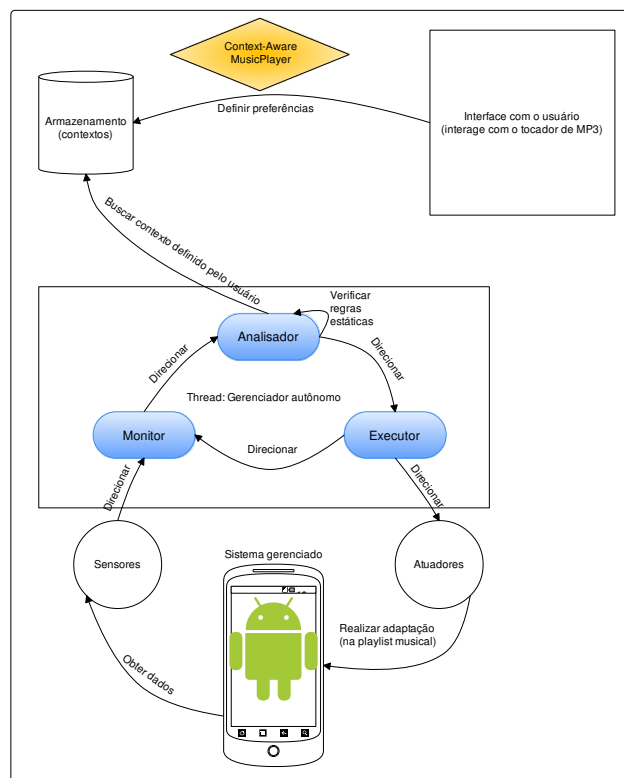 Context-Aware
MusicPlayer
Armazenamento
(contextos)
Definir preferências
Interface com o usuário
(interage com o tocador de MP3)
Buscar contexto definido pelo usuário
Verificar
regras
estáticas
Analisador
Direcionar
Direcionar
Thread: Gerenciador autônomo
Monitor
Direcionar
Executor
Direcionar
Direcionar
Sensores
Sistema gerenciado
Atuadores
Realizar adaptação
(na playlist musical)
Obter dados